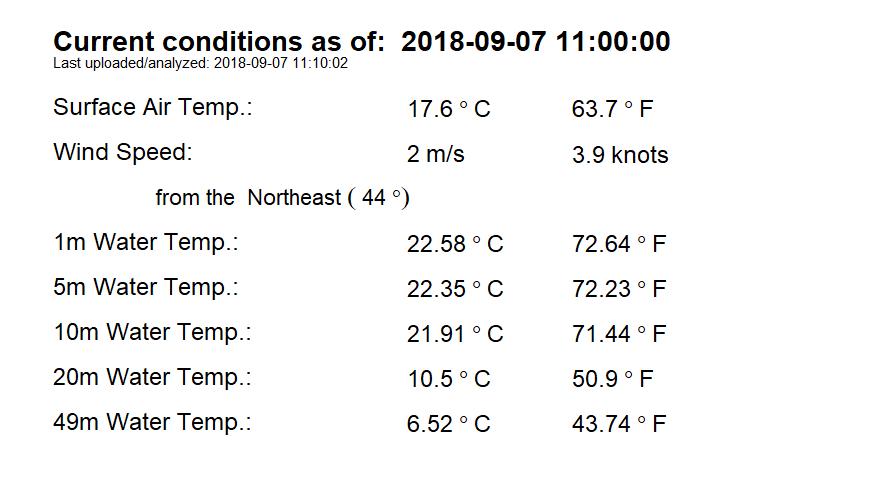 Current conditions as of: 2018-09-07 11:00:00
Last uploaded/analyzed: 2018-09-07 11:10:02
Surface Air Temp.: 17.6 ° C 63.7 ° F
Wind Speed: 2 m/s 3.9 knots
from the Northeast ( 44 °)
1m Water Temp.: 22.58 ° C 72.64 ° F
5m Water Temp.: 22.35 ° C 72.23 ° F
10m Water Temp.: 21.91 ° C 71.44 ° F
20m Water Temp.: 10.5 ° C 50.9 ° F
49m Water Temp.: 6.52 ° C 43.74 ° F